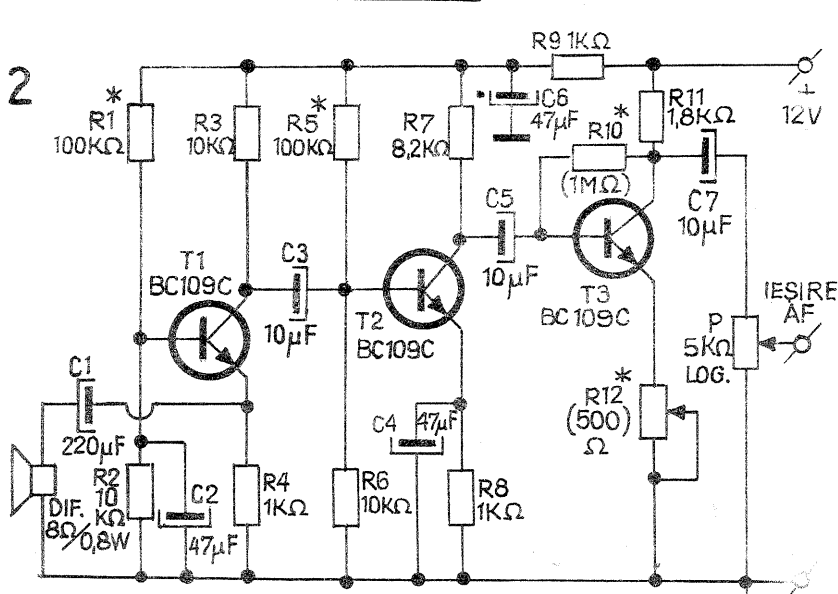 2
R9 1KΩ
+
12V
*
R1
100KΩ
R3
10KΩ
*
R5
100KΩ
R7
8,2KΩ
C6
47µF
*
R10
(1MΩ)
R11
1,8KΩ
C7
10µF
C5
10µF
T1
BC109C
C3
10µF
T2
BC109C
T3
BC109C
P
5KΩ
LOG.
IESIRE
AF
C1
220µF
*
R12
(500)
Ω
C4
47µF
R2
10
KΩ
C2
47µF
R4
1KΩ
R6
10KΩ
R8
1KΩ
DIF.
8Ω/0,8W